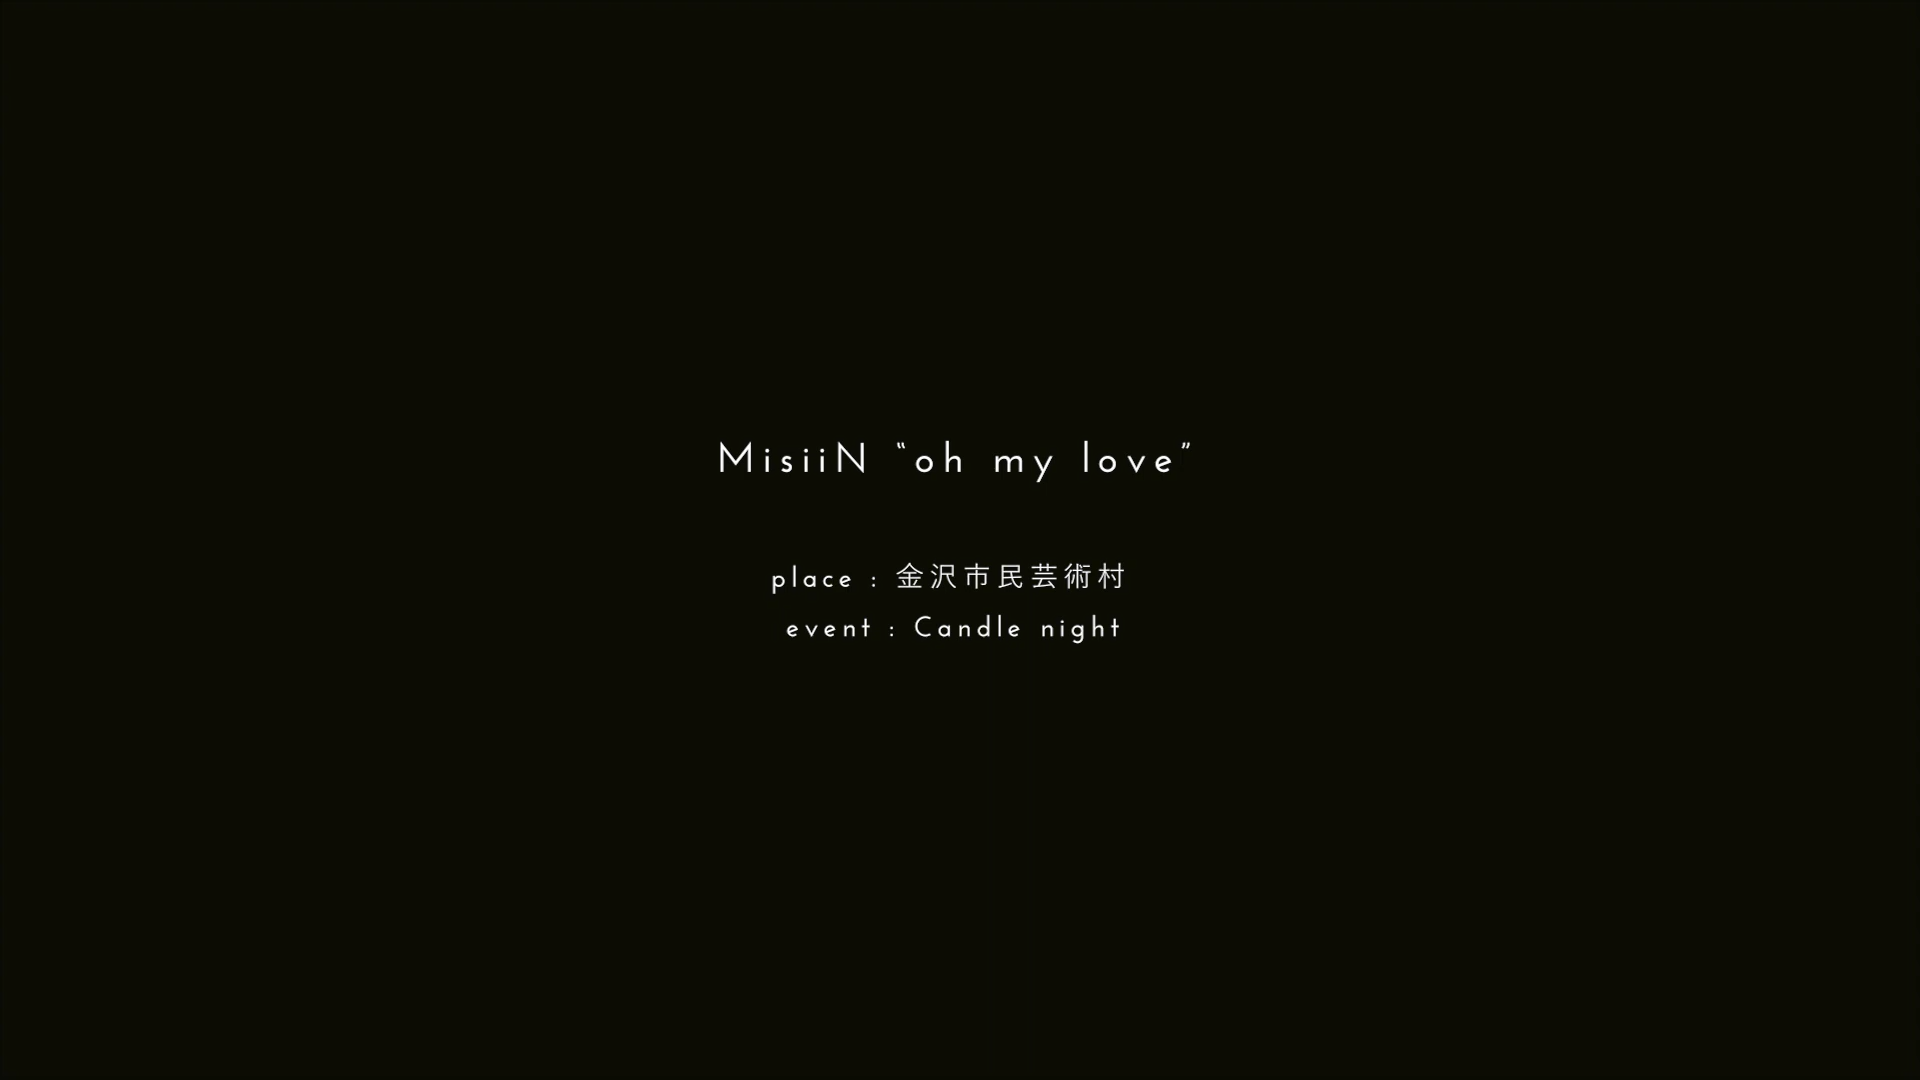 MisiiN “oh my love”
place : 金沢市民芸術村
event : Candle night